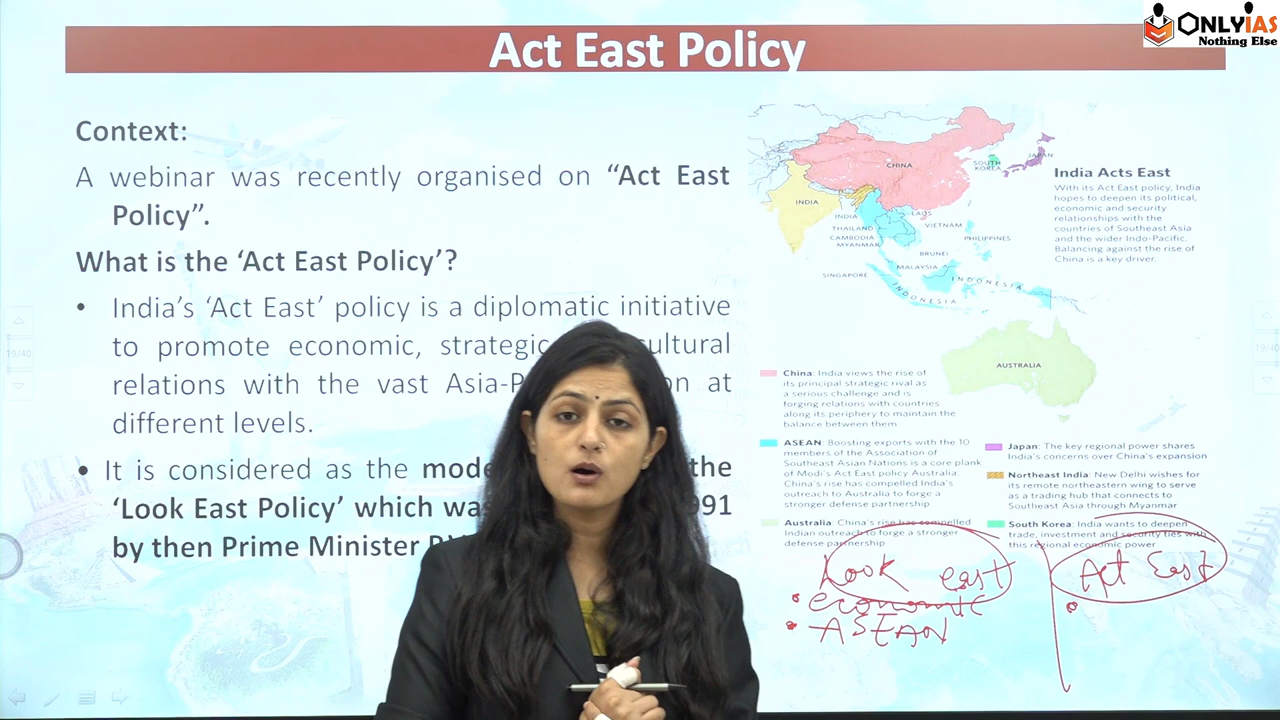 Act East Policy
ONLYIAS
Nothing Else
Context:
A webinar was recently organised on “Act East
Policy”.
What is the ‘Act East Policy’?
• India’s ‘Act East’ policy is a diplomatic initiative
to promote economic, strategic cultural
relations with the vast at
different levels.
• It is considered as the the
‘Look East Policy’ which
by then Prime Minister
CHINA
SOUTH
KOREA
JAPAN
INDIA
INDIA
LAOS
THAILAND
VIETNAM
CAMBODIA
MYANMAR
PHILIPPINES
BRUNEI
MALAYSIA
SINGAPORE
INDONESIA
INDONESIA
AUSTRALIA
India Acts East
With its Act East policy, India
hopes to deepen its political,
economic and security
relationships with the
countries of Southeast Asia
and the wider Indo-Pacific.
Balancing against the rise of
China is a key driver.
China: India views the rise of
its principal strategic rival as
a serious challenge and is
forging relations with countries
along its periphery to maintain the
balance between them
ASEAN: Boosting exports with the 10
members of the Association of
Southeast Asian Nations is a core plank
of Modi’s Act East policy Australia:
China’s rise has compelled India’s
outreach to Australia to forge a
stronger defense partnership
Australia: China’s rise has compelled
Indian outreach to forge a stronger
defense partnership
Japan: The key regional power shares
India’s concerns over China’s expansion
Northeast India: New Delhi wishes for
its remote northeastern wing to serve
as a trading hub that connects to
Southeast Asia through Myanmar
South Korea: India wants to deepen
trade, investment and security ties with
this regional economic power
Look east
• economic
• ASEAN
Act East
19/40
19/40